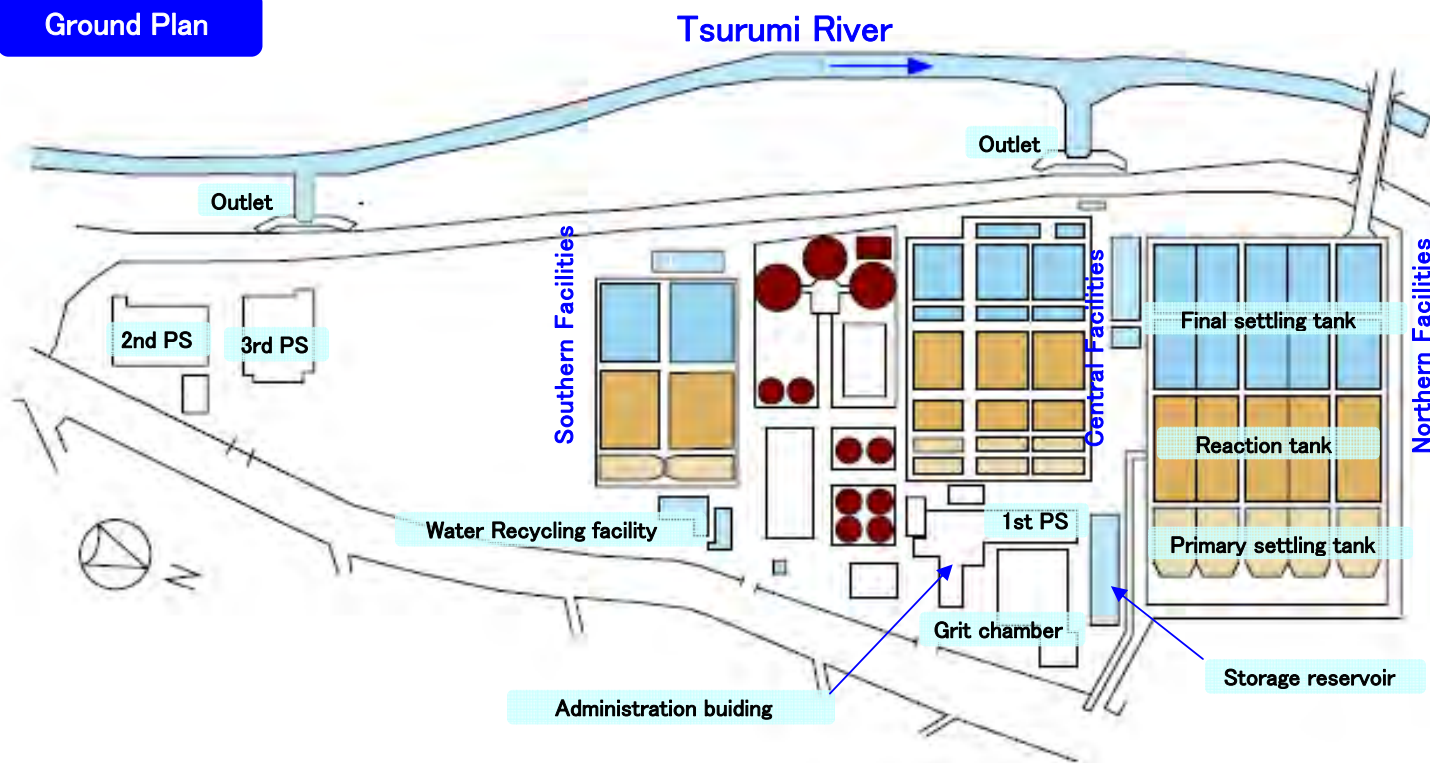 Ground Plan
Tsurumi River
Outlet
Outlet
Southern Facilities
Central Facilities
Northern Facilities
2nd PS
3rd PS
Final settling tank
Reaction tank
Primary settling tank
Water Recycling facility
1st PS
N
Grit chamber
Storage reservoir
Administration buiding